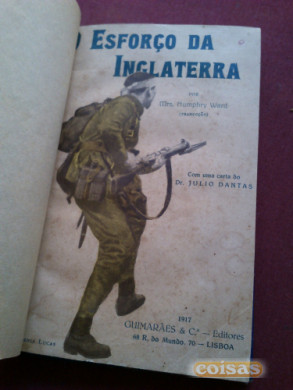 O ESFORÇO DA
INGLATERRA
POR
Mrs. Humphry Ward
Com uma carta do
Dr. JULIO DANTAS
1917
GUIMARÃES & C.ª — Editores
68 R. do Mundo, 70 — LISBOA
coisas